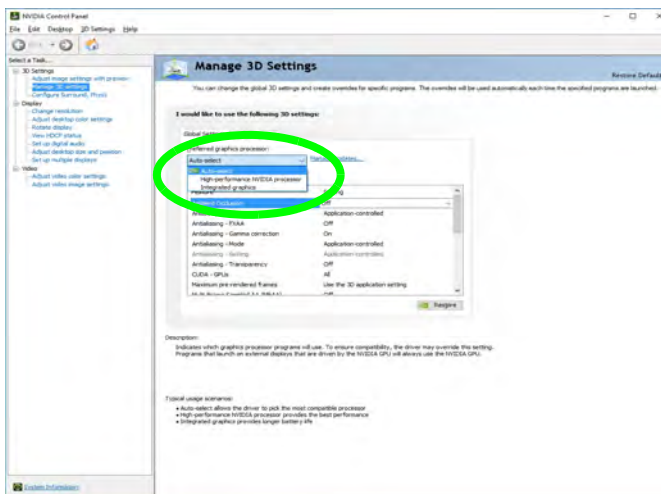 NVIDIA Control Panel
File Edit Desktop 3D Settings Help
Select a Task...
3D Settings
Adjust image settings with preview
Manage 3D settings
Configure Surround, PhysX
Display
Change resolution
Adjust desktop color settings
Rotate display
View HDCP status
Set up digital audio
Adjust desktop size and position
Set up multiple displays
Video
Adjust video color settings
Adjust video image settings
System Information
Manage 3D Settings
Restore Defaults
You can change the global 3D settings and create overrides for specific programs. The overrides will be used automatically each time the specified programs are launched.
I would like to use the following 3D settings:
Global Settings
Preferred graphics processor:
Auto-select
Auto-select
High-performance NVIDIA processor
Integrated graphics
Feature
Ambient Occlusion Off
Application-controlled
Antialiasing - FXAA Off
Antialiasing - Gamma correction On
Antialiasing - Mode Application-controlled
Antialiasing - Setting Application-controlled
Antialiasing - Transparency Off
CUDA - GPUs All
Maximum pre-rendered frames Use the 3D application setting
Off
Restore
Description:
Indicates which graphics processor programs will use. To ensure compatibility, the driver may override this setting.
Programs that launch on external displays that are driven by the NVIDIA GPU will always use the NVIDIA GPU.
Typical usage scenarios:
• Auto-select allows the driver to pick the most compatible processor
• High-performance NVIDIA processor provides the best performance
• Integrated graphics provides longer battery life